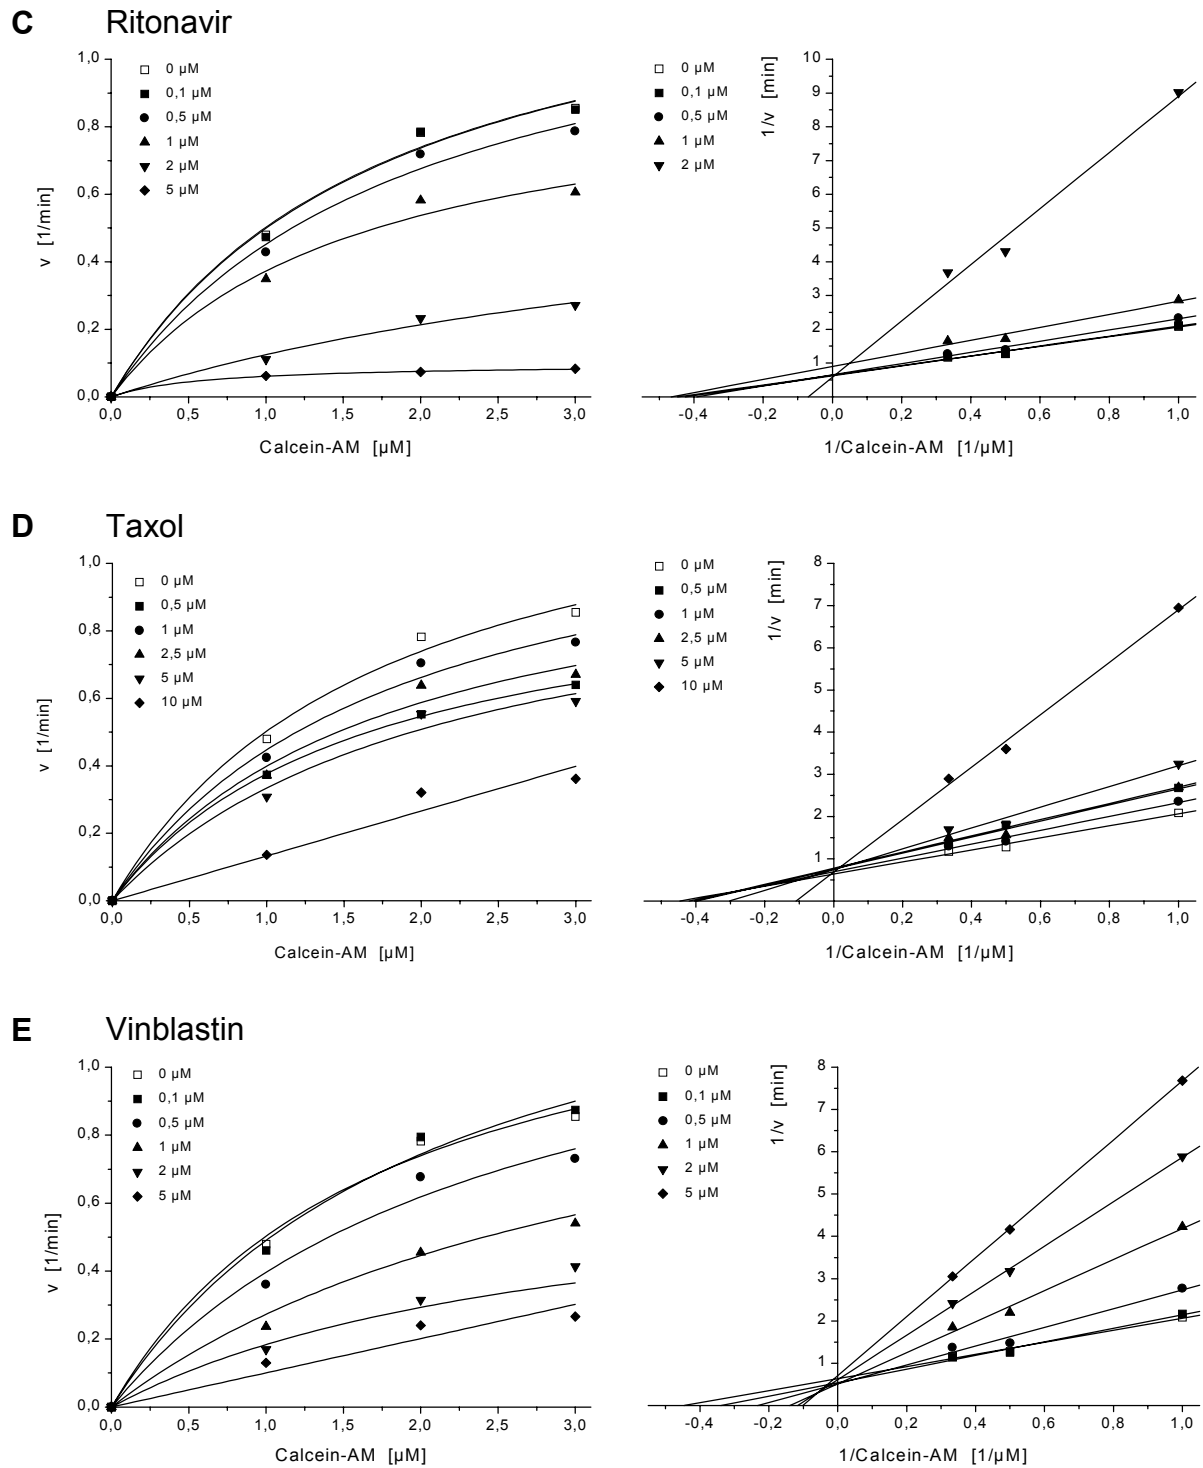 C Ritonavir
1,0
0,8
0,6
0,4
0,2
0,0
v [1/min]
0 µM
0,1 µM
0,5 µM
1 µM
2 µM
5 µM
0,0 0,5 1,0 1,5 2,0 2,5 3,0
Calcein-AM [µM]
10
9
8
7
6
5
4
3
2
1
1/v [min]
0 µM
0,1 µM
0,5 µM
1 µM
2 µM
-0,4 -0,2 0,0 0,2 0,4 0,6 0,8 1,0
1/Calcein-AM [1/µM]
D Taxol
1,0
0,8
0,6
0,4
0,2
0,0
v [1/min]
0 µM
0,5 µM
1 µM
2,5 µM
5 µM
10 µM
0,0 0,5 1,0 1,5 2,0 2,5 3,0
Calcein-AM [µM]
8
7
6
5
4
3
2
1
1/v [min]
0 µM
0,5 µM
1 µM
2,5 µM
5 µM
10 µM
-0,4 -0,2 0,0 0,2 0,4 0,6 0,8 1,0
1/Calcein-AM [1/µM]
E Vinblastin
1,0
0,8
0,6
0,4
0,2
0,0
v [1/min]
0 µM
0,1 µM
0,5 µM
1 µM
2 µM
5 µM
0,0 0,5 1,0 1,5 2,0 2,5 3,0
Calcein-AM [µM]
8
7
6
5
4
3
2
1
1/v [min]
0 µM
0,1 µM
0,5 µM
1 µM
2 µM
5 µM
-0,4 -0,2 0,0 0,2 0,4 0,6 0,8 1,0
1/Calcein-AM [1/µM]